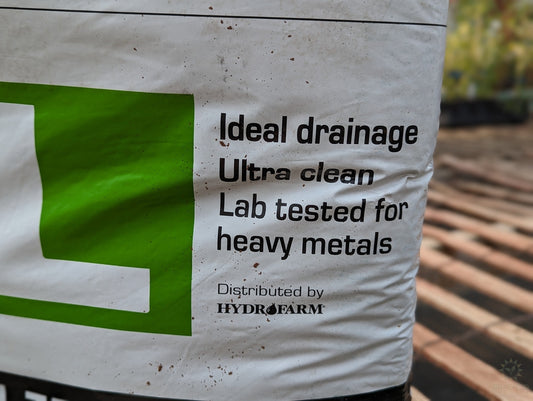 Ideal drainage
Ultra clean
Lab tested for
heavy metals
Distributed by
HYDROFARM